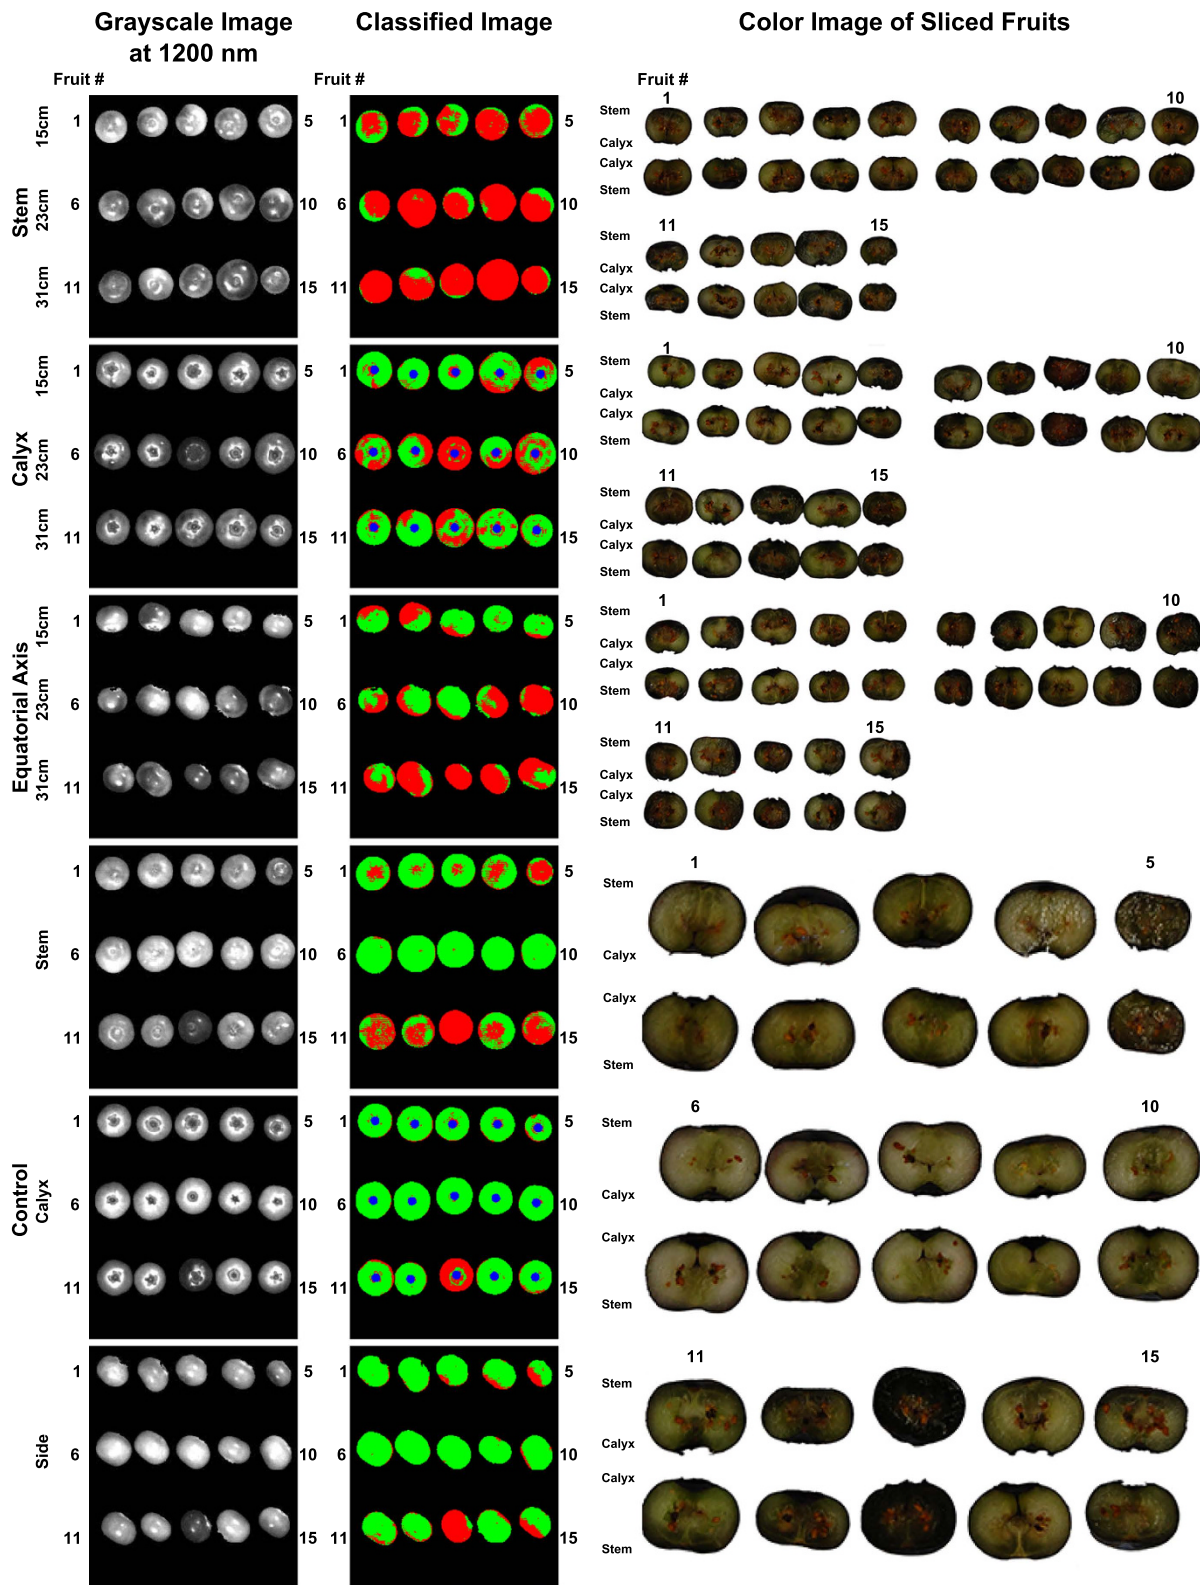 Grayscale Image
at 1200 nm
Classified Image
Color Image of Sliced Fruits
Fruit #
Fruit #
Fruit #
Stem
15cm
1
5
1
5
23cm
6
10
6
10
31cm
11
15
11
15
1
10
Stem
Calyx
Calyx
Stem
11
15
Stem
Calyx
Calyx
Stem
Calyx
15cm
1
5
1
5
23cm
6
10
6
10
31cm
11
15
11
15
1
10
Stem
Calyx
Calyx
Stem
11
15
Stem
Calyx
Calyx
Stem
Equatorial Axis
15cm
1
5
1
5
23cm
6
10
6
10
31cm
11
15
11
15
1
10
Stem
Calyx
Calyx
Stem
11
15
Stem
Calyx
Calyx
Stem
Control
Stem
1
5
1
5
6
10
6
10
11
15
11
15
1
5
Stem
Calyx
Calyx
Stem
Calyx
1
5
1
5
6
10
6
10
11
15
11
15
6
10
Stem
Calyx
Calyx
Stem
Side
1
5
1
5
6
10
6
10
11
15
11
15
11
15
Stem
Calyx
Calyx
Stem